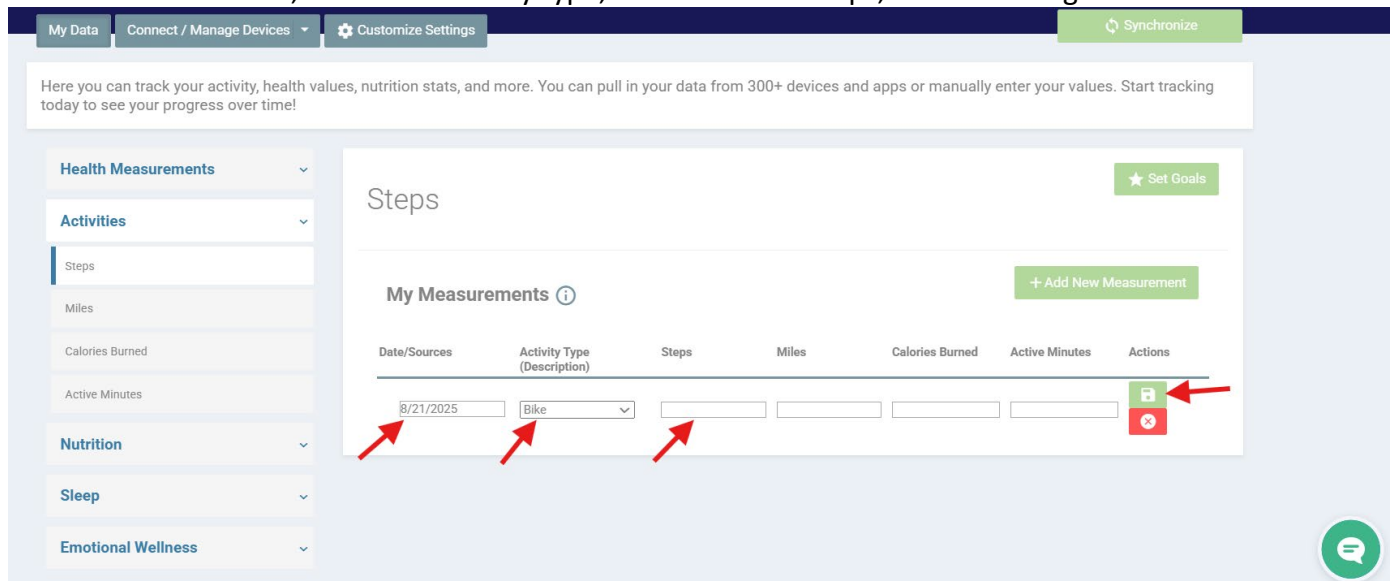 My Data Connect / Manage Devices Customize Settings Synchronize
Here you can track your activity, health values, nutrition stats, and more. You can pull in your data from 300+ devices and apps or manually enter your values. Start tracking
today to see your progress over time!
Health Measurements
Activities
Steps
Miles
Calories Burned
Active Minutes
Nutrition
Sleep
Emotional Wellness
Steps
Set Goals
My Measurements
+ Add New Measurement
Date/Sources Activity Type (Description) Steps Miles Calories Burned Active Minutes Actions
8/21/2025 Bike